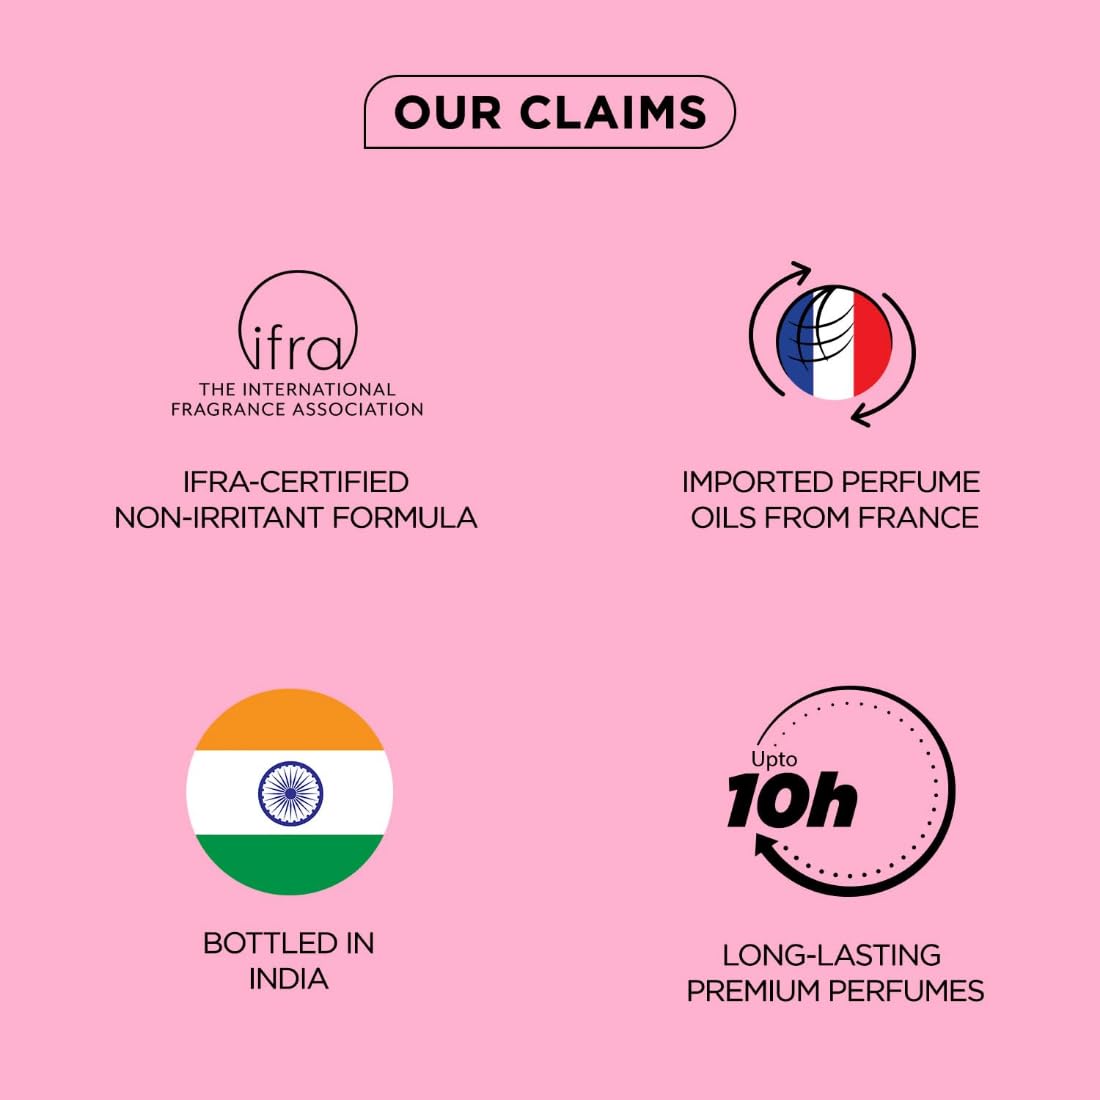 OUR CLAIMS
ifra
THE INTERNATIONAL
FRAGRANCE ASSOCIATION
IFRA-CERTIFIED
NON-IRRITANT FORMULA
IMPORTED PERFUME
OILS FROM FRANCE
BOTTLED IN
INDIA
Upto
10h
LONG-LASTING
PREMIUM PERFUMES